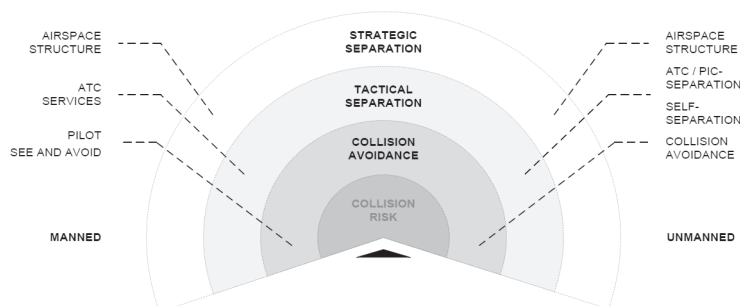 AIRSPACE
STRUCTURE
ATC
SERVICES
PILOT
SEE AND AVOID
MANNED
STRATEGIC
SEPARATION
TACTICAL
SEPARATION
COLLISION
AVOIDANCE
COLLISION
RISK
AIRSPACE
STRUCTURE
ATC / PIC-
SEPARATION
SELF-
SEPARATION
COLLISION
AVOIDANCE
UNMANNED